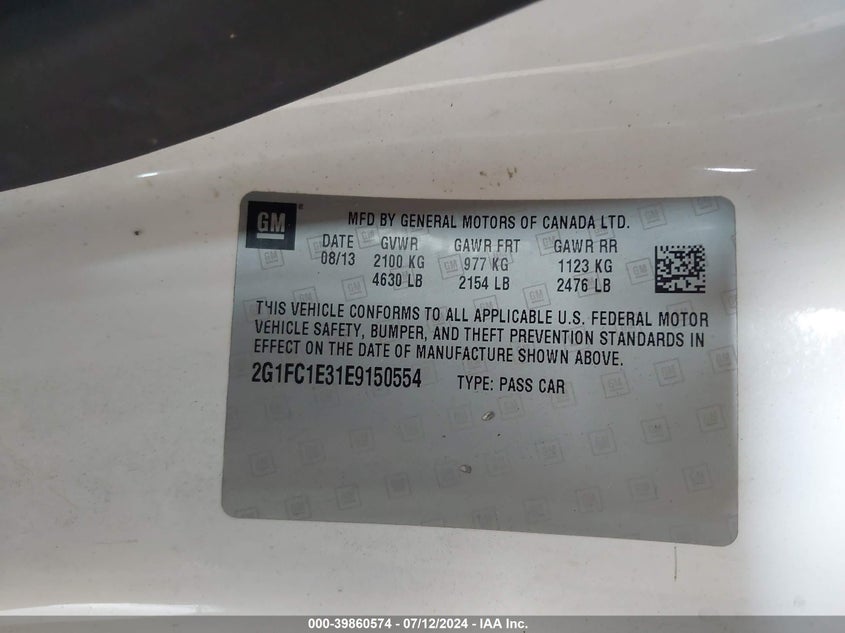 GM ® MFD BY GENERAL MOTORS OF CANADA LTD.
DATE GVWR GAWR FRT GAWR RR
08/13 2100 KG 977 KG 1123 KG
4630 LB 2154 LB 2476 LB
THIS VEHICLE CONFORMS TO ALL APPLICABLE U.S. FEDERAL MOTOR
VEHICLE SAFETY, BUMPER, AND THEFT PREVENTION STANDARDS IN
EFFECT ON THE DATE OF MANUFACTURE SHOWN ABOVE.
2G1FC1E31E9150554 TYPE: PASS CAR
000-39860574 - 07/12/2024 - IAA Inc.